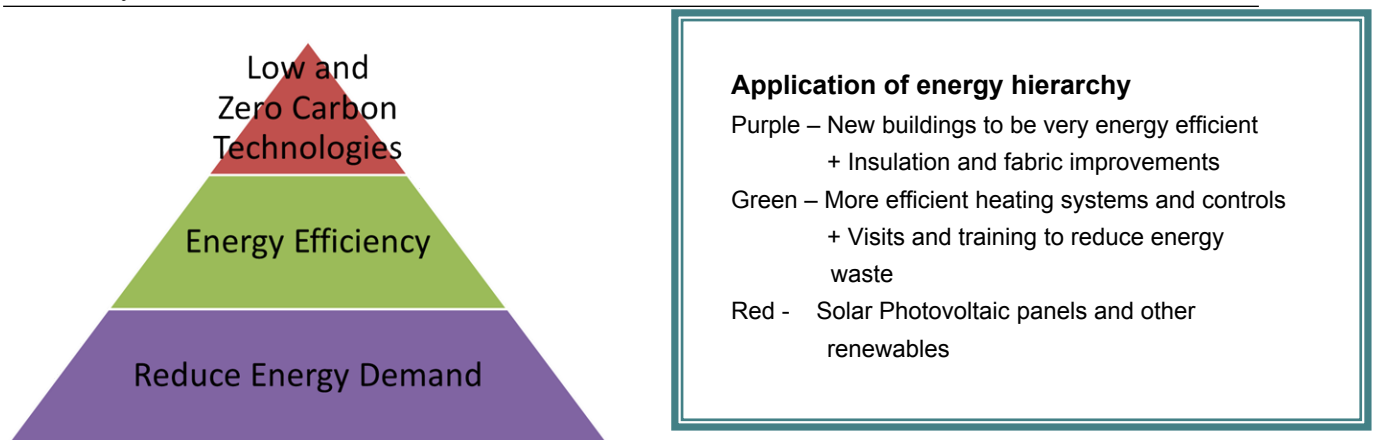 Low and
Zero Carbon
Technologies
Energy Efficiency
Reduce Energy Demand
Application of energy hierarchy
Purple – New buildings to be very energy efficient
+ Insulation and fabric improvements
Green – More efficient heating systems and controls
+ Visits and training to reduce energy
waste
Red - Solar Photovoltaic panels and other
renewables